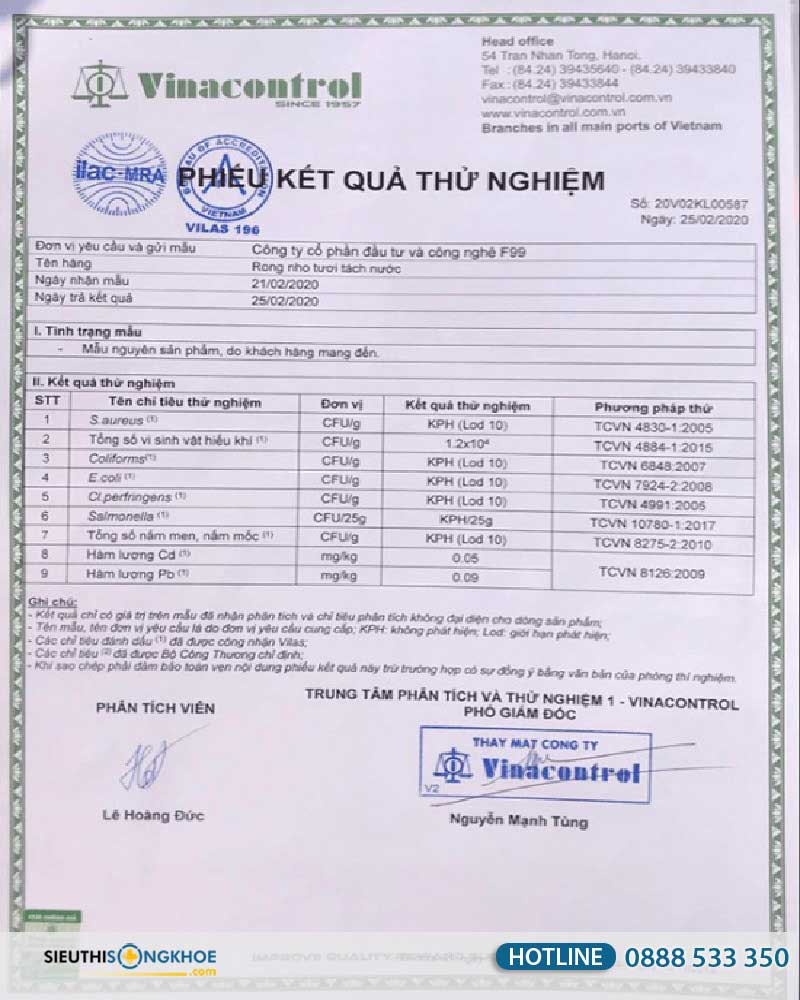 Head office
54 Tran Nhan Tong, Hanoi.
Tel : (84.24) 39435640 - (84.24) 39433840
Fax : (84.24) 39433844
vinacontrol@vinacontrol.com.vn
www.vinacontrol.com.vn
Branches in all main ports of Vietnam
Vinacontrol
SINCE 1957
ilac-MRA
BUREAU OF ACCREDITATION
VIETNAM
VILAS 196
PHIẾU KẾT QUẢ THỬ NGHIỆM
Số: 20V02KL00587
Ngày: 25/02/2020
Đơn vị yêu cầu và gửi mẫu Công ty cổ phần đầu tư và công nghệ F99
Tên hàng Rong nho tươi tách nước
Ngày nhận mẫu 21/02/2020
Ngày trả kết quả 25/02/2020
I. Tình trạng mẫu
- Mẫu nguyên sản phẩm, do khách hàng mang đến.
II. Kết quả thử nghiệm
STT Tên chỉ tiêu thử nghiệm Đơn vị Kết quả thử nghiệm Phương pháp thử
1 S.aureus (1) CFU/g KPH (Lod 10) TCVN 4830-1:2005
2 Tổng số vi sinh vật hiếu khí (1) CFU/g 1.2x10⁴ TCVN 4884-1:2015
3 Coliforms(1) CFU/g KPH (Lod 10) TCVN 6848:2007
4 E.coli (1) CFU/g KPH (Lod 10) TCVN 7924-2:2008
5 Cl.perfringens (1) CFU/g KPH (Lod 10) TCVN 4991:2005
6 Salmonella (1) CFU/25g KPH/25g TCVN 10780-1:2017
7 Tổng số nấm men, nấm mốc (1) CFU/g KPH (Lod 10) TCVN 8275-2:2010
8 Hàm lượng Cd (1) mg/kg 0.05
9 Hàm lượng Pb (1) mg/kg 0.09 TCVN 8126:2009
Ghi chú:
- Kết quả chỉ có giá trị trên mẫu đã nhận phân tích và chỉ tiêu phân tích không đại diện cho dòng sản phẩm;
- Tên mẫu, tên đơn vị yêu cầu là do đơn vị yêu cầu cung cấp; KPH: không phát hiện; Lod: giới hạn phát hiện;
- Các chỉ tiêu đánh dấu (1) đã được công nhận Vilas;
- Các chỉ tiêu (2) đã được Bộ Công Thương chỉ định;
- Khi sao chép phải đảm bảo toàn vẹn nội dung phiếu kết quả này trừ trường hợp có sự đồng ý bằng văn bản của phòng thí nghiệm.
PHÂN TÍCH VIÊN
TRUNG TÂM PHÂN TÍCH VÀ THỬ NGHIỆM 1 - VINACONTROL
PHÓ GIÁM ĐỐC
THAY MẶT CÔNG TY
Vinacontrol
V2
Lê Hoàng Đức
Nguyễn Mạnh Tùng
SIEUTHISONGKHOE
.com
HOTLINE 0888 533 350